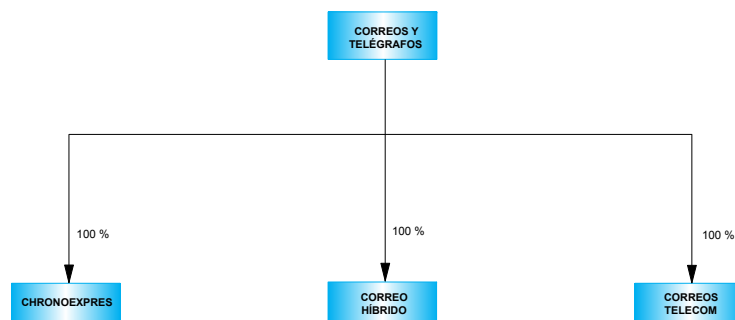 CORREOS Y
TELÉGRAFOS
100 %
100 %
100 %
CHRONOEXPRES
CORREO
HÍBRIDO
CORREOS
TELECOM